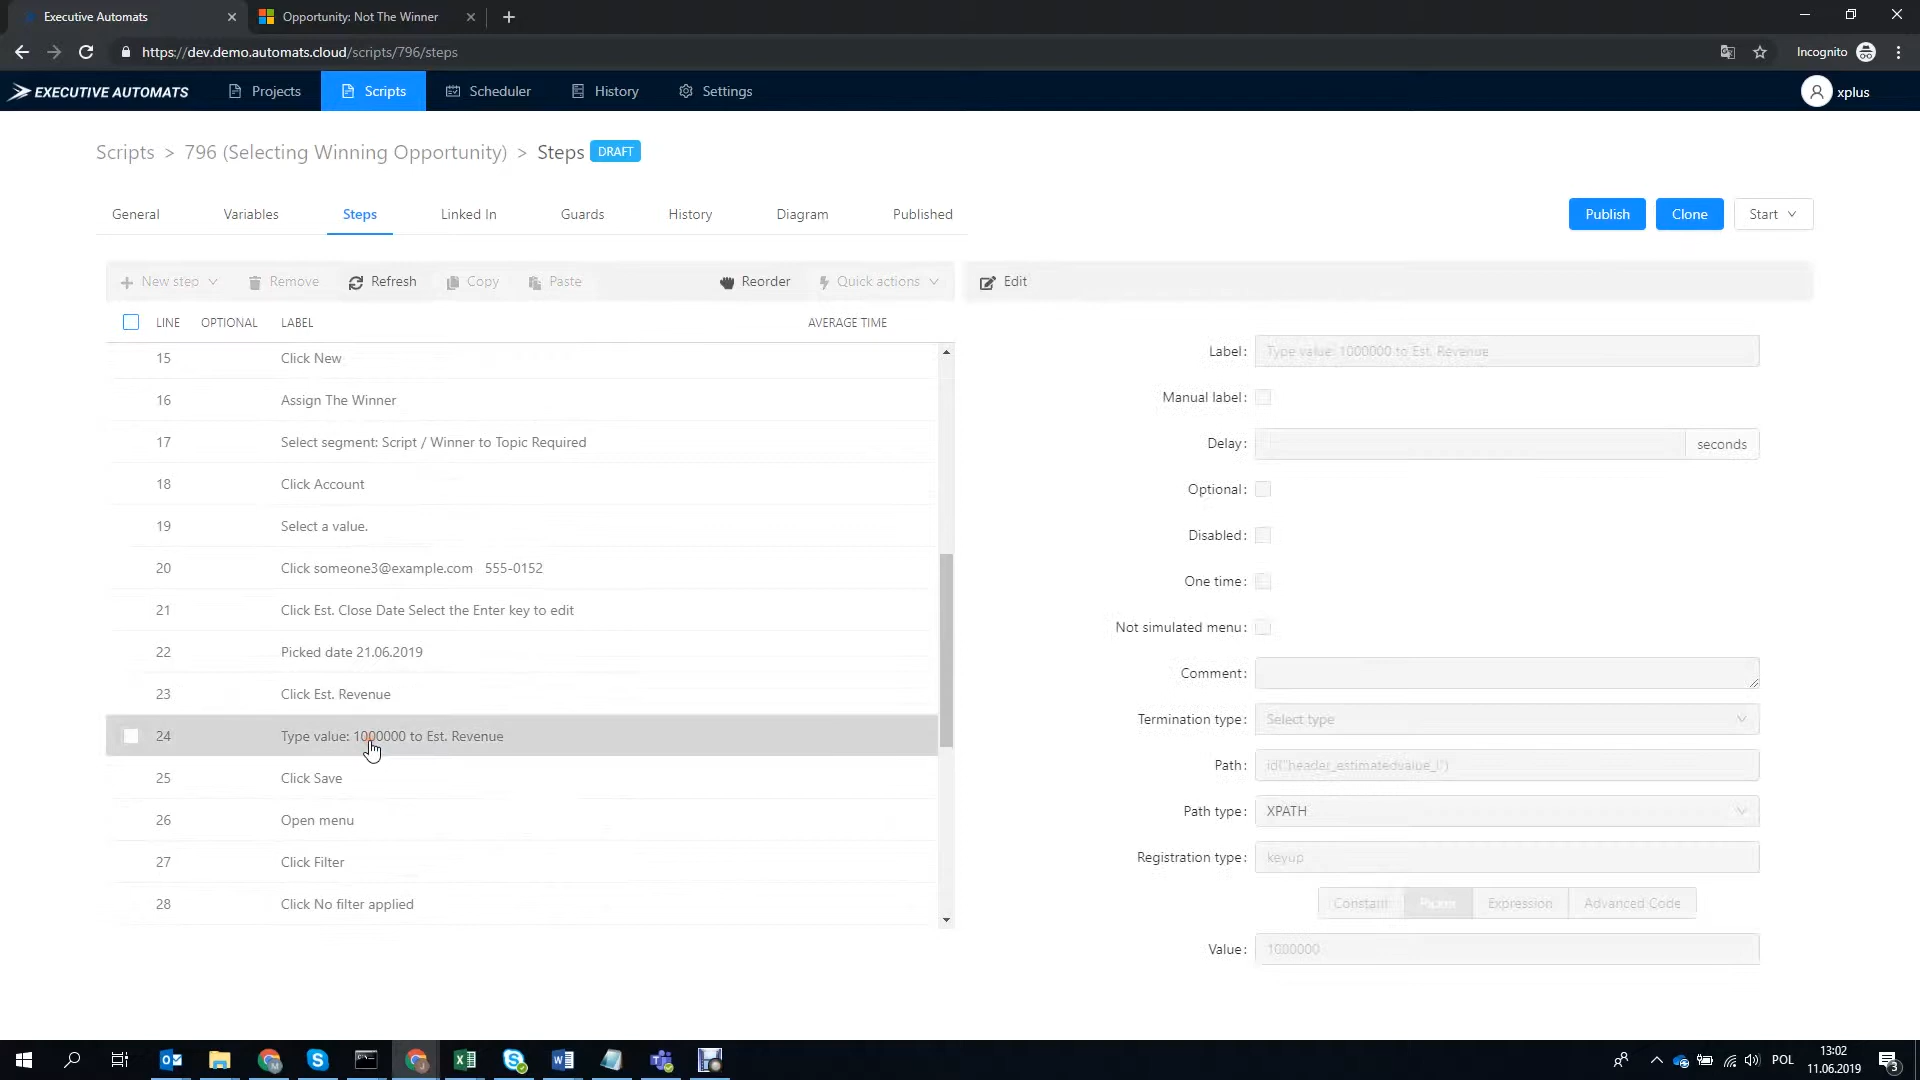 Executive Automats
Opportunity: Not The Winner
https://dev.demo.automats.cloud/scripts/796/steps
Incognito
EXECUTIVE AUTOMATS
Projects
Scripts
Scheduler
History
Settings
xplus
Scripts > 796 (Selecting Winning Opportunity) > Steps DRAFT
General
Variables
Steps
Linked In
Guards
History
Diagram
Published
Publish
Clone
Start
New step
Remove
Refresh
Copy
Paste
Reorder
Quick actions
Edit
LINE OPTIONAL LABEL AVERAGE TIME
15 Click New
16 Assign The Winner
17 Select segment: Script / Winner to Topic Required
18 Click Account
19 Select a value.
20 Click someone3@example.com 555-0152
21 Click Est. Close Date Select the Enter key to edit
22 Picked date 21.06.2019
23 Click Est. Revenue
24 Type value: 1000000 to Est. Revenue
25 Click Save
26 Open menu
27 Click Filter
28 Click No filter applied
Label: Type value: 1000000 to Est. Revenue
Manual label:
Delay: seconds
Optional:
Disabled:
One time:
Not simulated menu:
Comment:
Termination type: Select type
Path: id("header_estimatedvalue_i")
Path type: XPATH
Registration type: keyup
Constant Expression Advanced Code
Value: 1000000
POL
13:02
11.06.2019
3